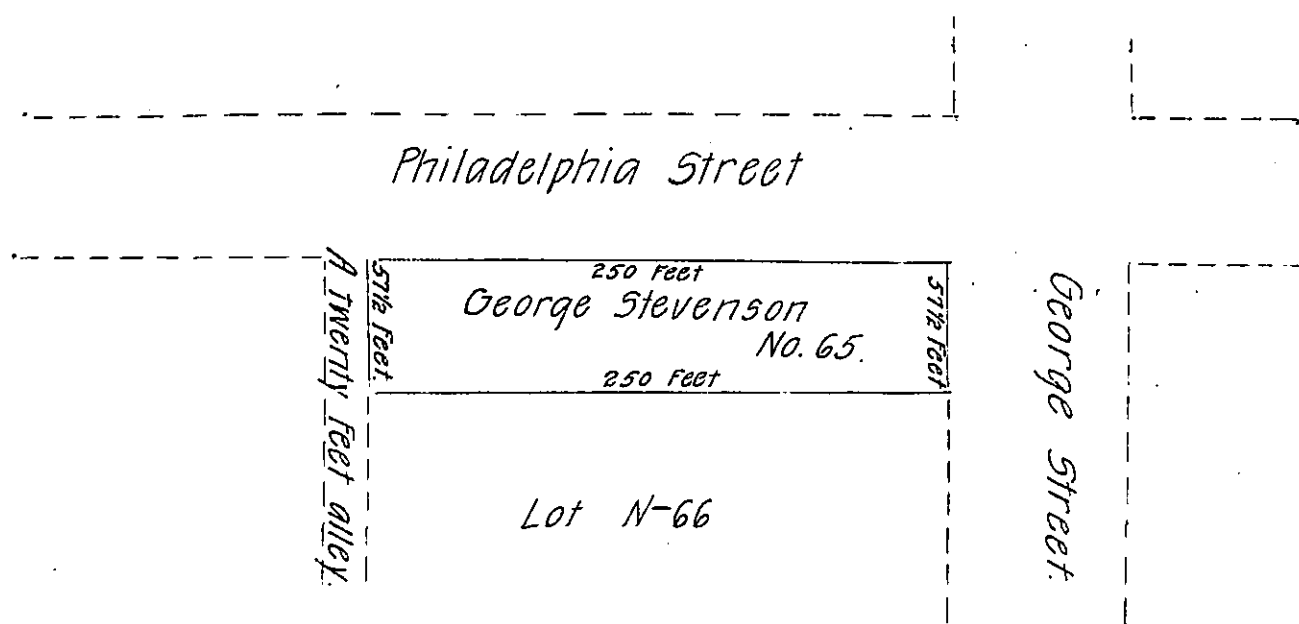 Philadelphia Street
A twenty Feet alley.
57½ Feet.
250 Feet
George Stevenson
No. 65.
57½ Feet
250 Feet
George Street.
Lot N-66